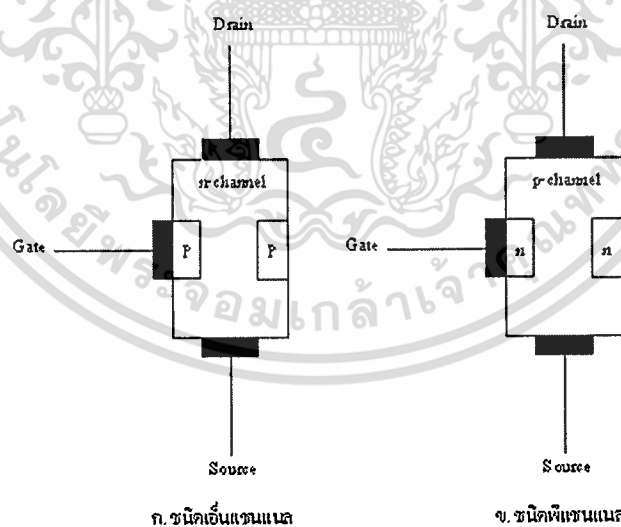 Drain
n-channel
Gate
P
P
Source
ก. ชนิดเอ็นแชนแนล
Drain
p-channel
Gate
n
n
Source
ข. ชนิดพีแชนแนล